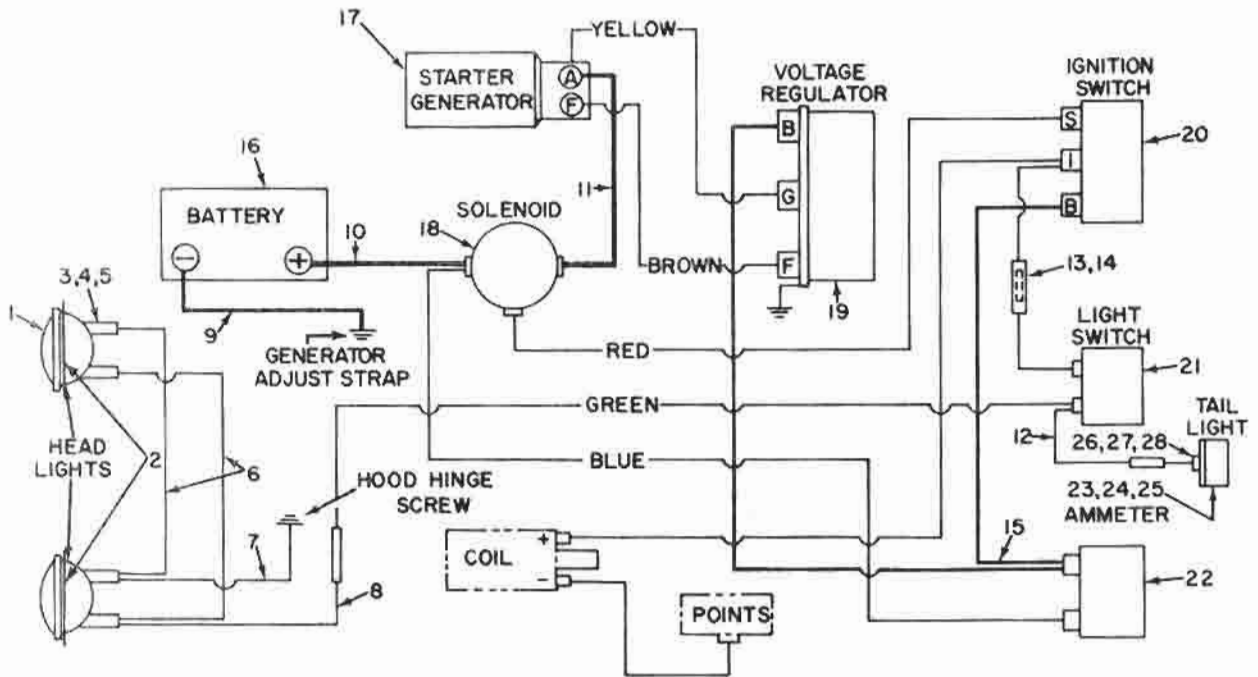 17
YELLOW
STARTER
GENERATOR
A
F
VOLTAGE
REGULATOR
IGNITION
SWITCH
B
S
20
I
16
11
G
B
BATTERY
SOLENOID
18
10
− +
BROWN
F
13,14
3,4,5
1
9
19
LIGHT
SWITCH
GENERATOR
ADJUST STRAP
RED
21
GREEN
TAIL
LIGHT
12
26,27,28
HEAD
LIGHTS
2
6
BLUE
HOOD HINGE
SCREW
23,24,25
AMMETER
15
7
COIL
+
−
8
22
POINTS